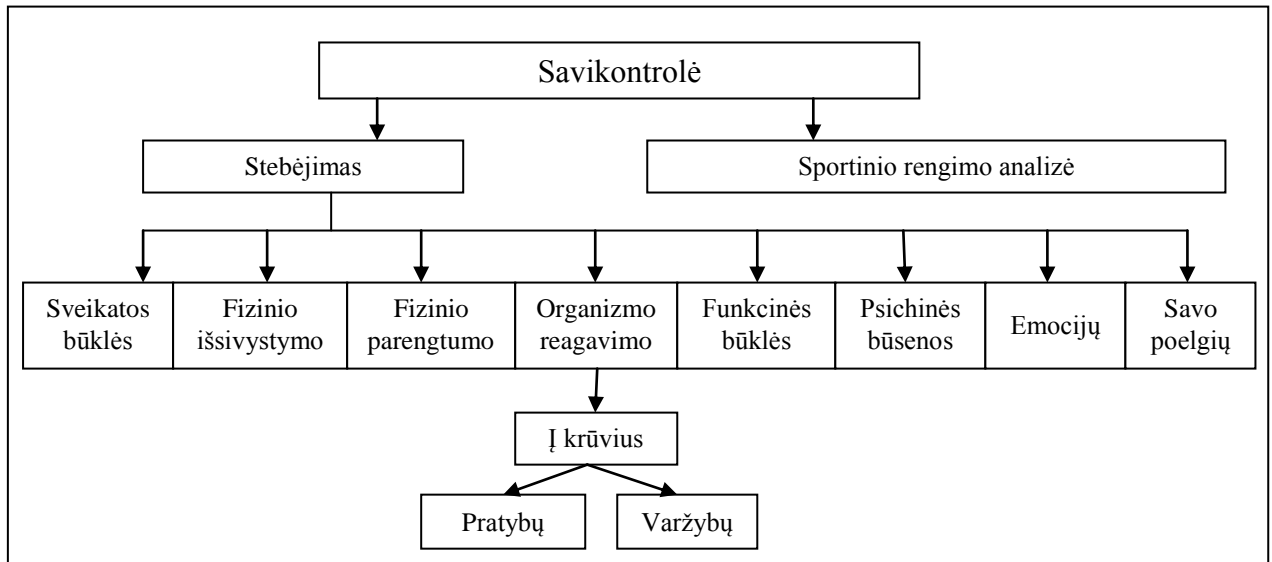 Savikontrolė
Stebėjimas
Sportinio rengimo analizė
Sveikatos
būklės
Fizinio
išsivystymo
Fizinio
parengtumo
Organizmo
reagavimo
Funkcinės
būklės
Psichinės
būsenos
Emocijų
Savo
poelgių
Į krūvius
Pratybų
Varžybų